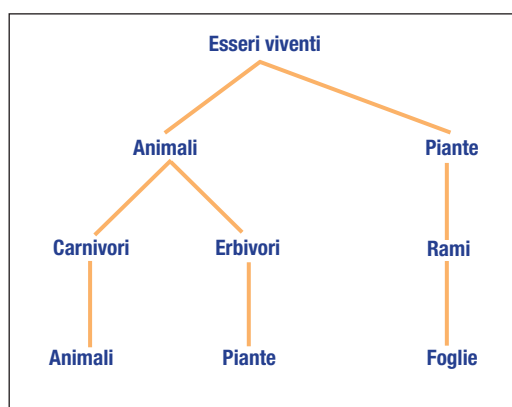 Esseri viventi
Animali Piante
Carnivori Erbivori Rami
Animali Piante Foglie